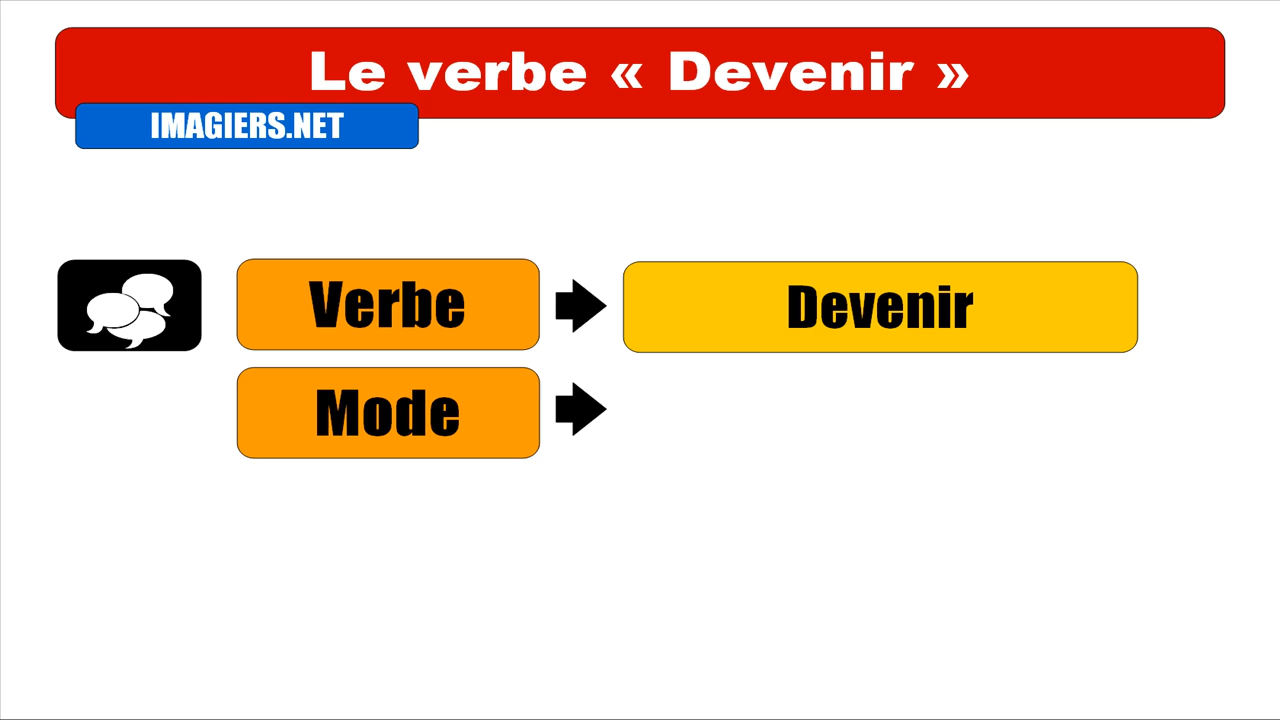 Le verbe « Devenir »
IMAGIERS.NET
Verbe
Devenir
Mode